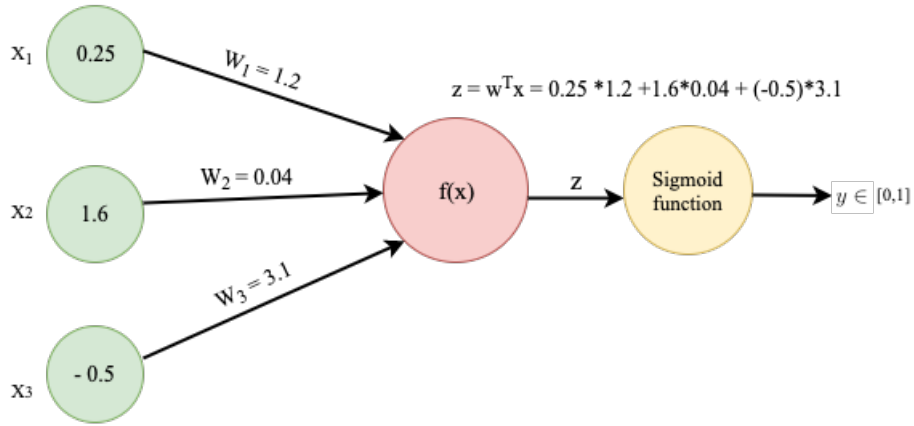 X1
0.25
W1 = 1.2
z = wTx = 0.25 *1.2 +1.6*0.04 + (-0.5)*3.1
X2
1.6
W2 = 0.04
f(x)
z
Sigmoid
function
y ∈ [0,1]
W3 = 3.1
X3
- 0.5